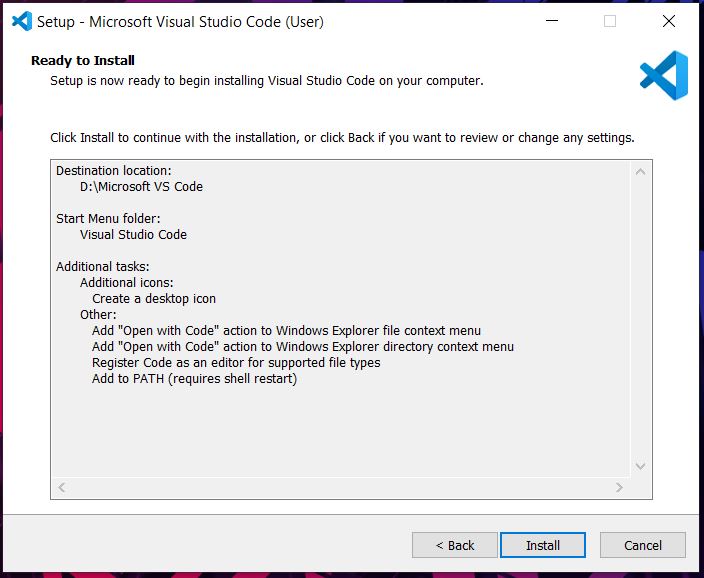 Setup - Microsoft Visual Studio Code (User)
Ready to Install
Setup is now ready to begin installing Visual Studio Code on your computer.
Click Install to continue with the installation, or click Back if you want to review or change any settings.
Destination location:
D:\Microsoft VS Code
Start Menu folder:
Visual Studio Code
Additional tasks:
Additional icons:
Create a desktop icon
Other:
Add "Open with Code" action to Windows Explorer file context menu
Add "Open with Code" action to Windows Explorer directory context menu
Register Code as an editor for supported file types
Add to PATH (requires shell restart)
< Back Install Cancel